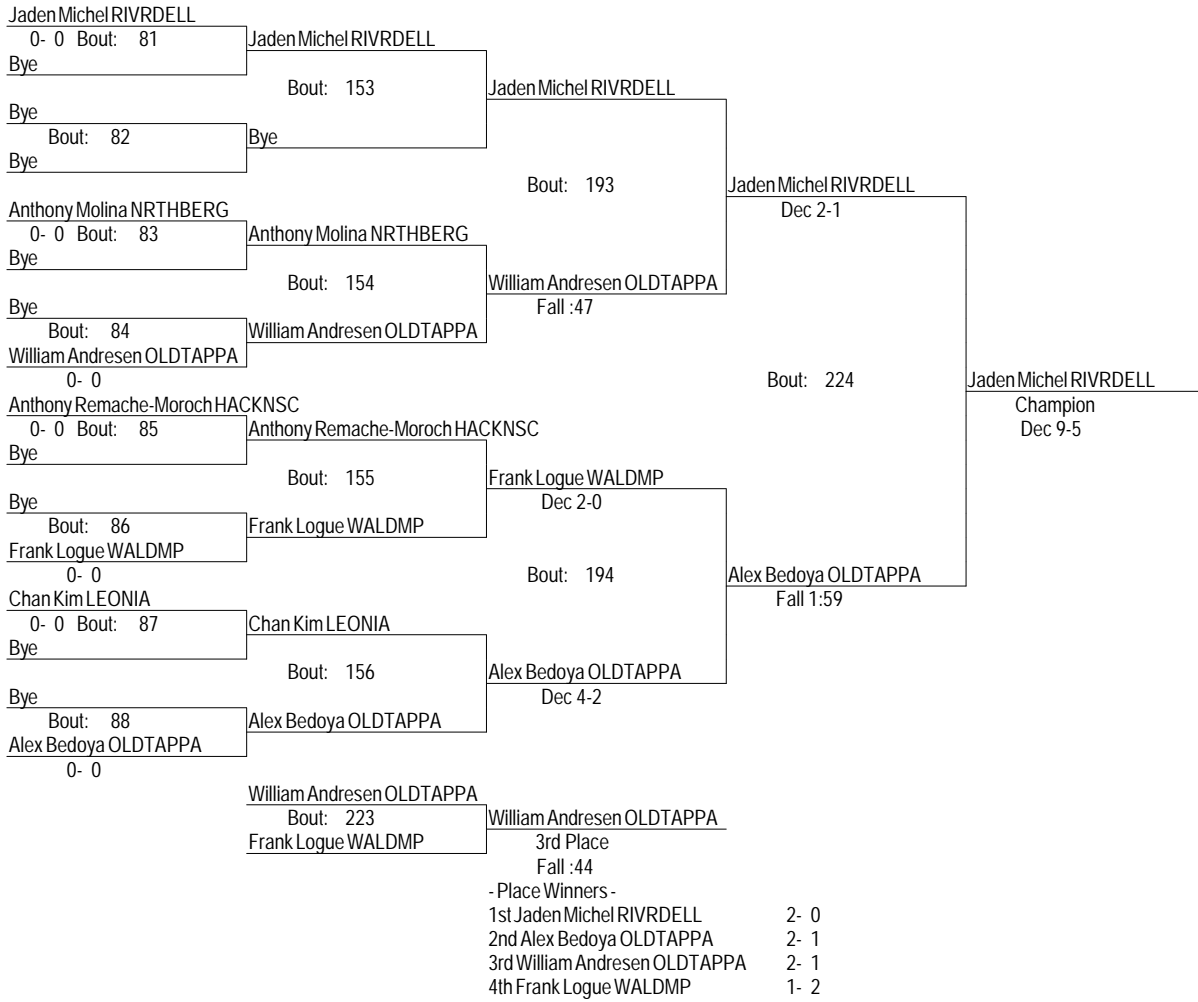 Jaden Michel RIVRDELL
0- 0 Bout: 81
Jaden Michel RIVRDELL
Bye
Bout: 153
Jaden Michel RIVRDELL
Bye
Bout: 82
Bye
Bye
Bout: 193
Jaden Michel RIVRDELL
Dec 2-1
Anthony Molina NRTHBERG
0- 0 Bout: 83
Anthony Molina NRTHBERG
Bye
Bout: 154
William Andresen OLDTAPPA
Fall :47
Bye
Bout: 84
William Andresen OLDTAPPA
William Andresen OLDTAPPA
0- 0
Bout: 224
Jaden Michel RIVRDELL
Champion
Dec 9-5
Anthony Remache-Moroch HACKNSC
0- 0 Bout: 85
Anthony Remache-Moroch HACKNSC
Bye
Bout: 155
Frank Logue WALDMP
Dec 2-0
Bye
Bout: 86
Frank Logue WALDMP
Frank Logue WALDMP
0- 0
Bout: 194
Alex Bedoya OLDTAPPA
Fall 1:59
Chan Kim LEONIA
0- 0 Bout: 87
Chan Kim LEONIA
Bye
Bout: 156
Alex Bedoya OLDTAPPA
Dec 4-2
Bye
Bout: 88
Alex Bedoya OLDTAPPA
Alex Bedoya OLDTAPPA
0- 0
William Andresen OLDTAPPA
Bout: 223
William Andresen OLDTAPPA
Frank Logue WALDMP
3rd Place
Fall :44
- Place Winners -
1st Jaden Michel RIVRDELL 2- 0
2nd Alex Bedoya OLDTAPPA 2- 1
3rd William Andresen OLDTAPPA 2- 1
4th Frank Logue WALDMP 1- 2